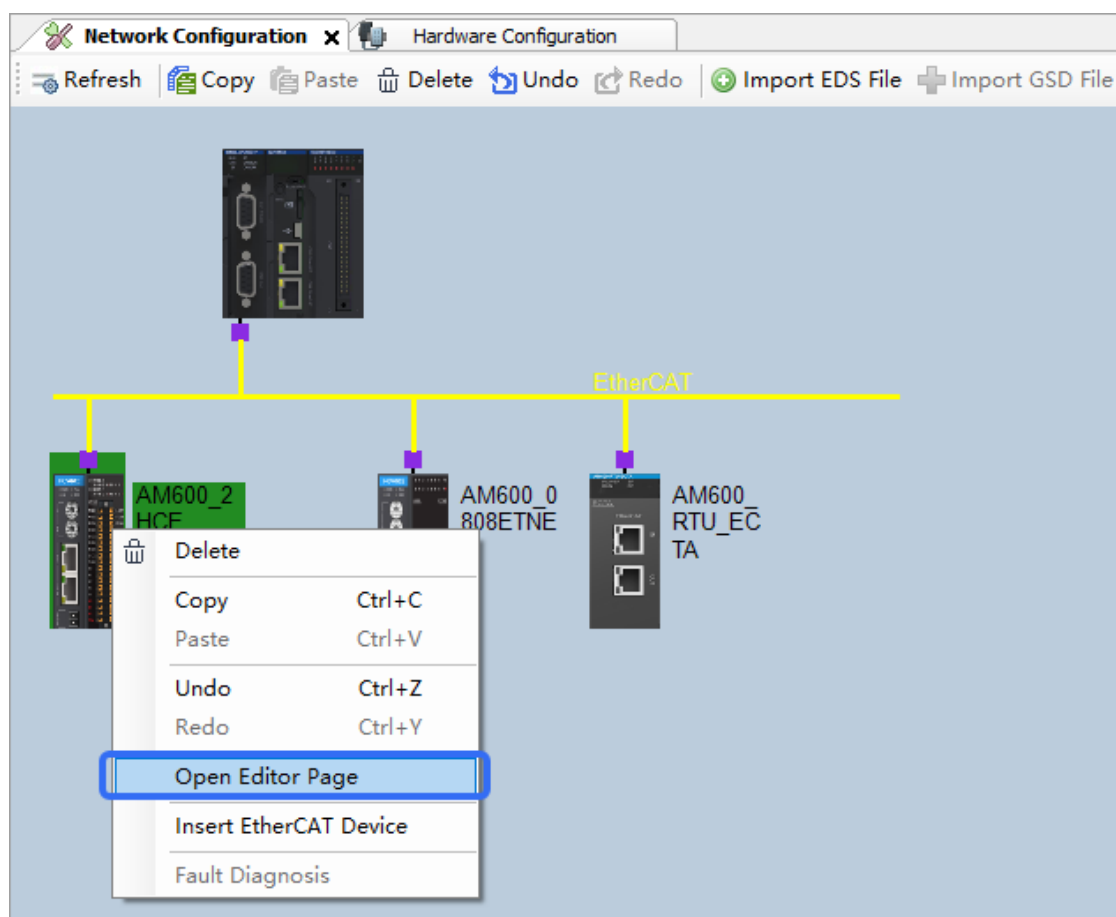 Network Configuration
Hardware Configuration
Refresh Copy Paste Delete Undo Redo Import EDS File Import GSD File
EtherCAT
AM600_2
HCE
AM600_0
808ETNE
AM600_
RTU_EC
TA
Delete
Copy Ctrl+C
Paste Ctrl+V
Undo Ctrl+Z
Redo Ctrl+Y
Open Editor Page
Insert EtherCAT Device
Fault Diagnosis